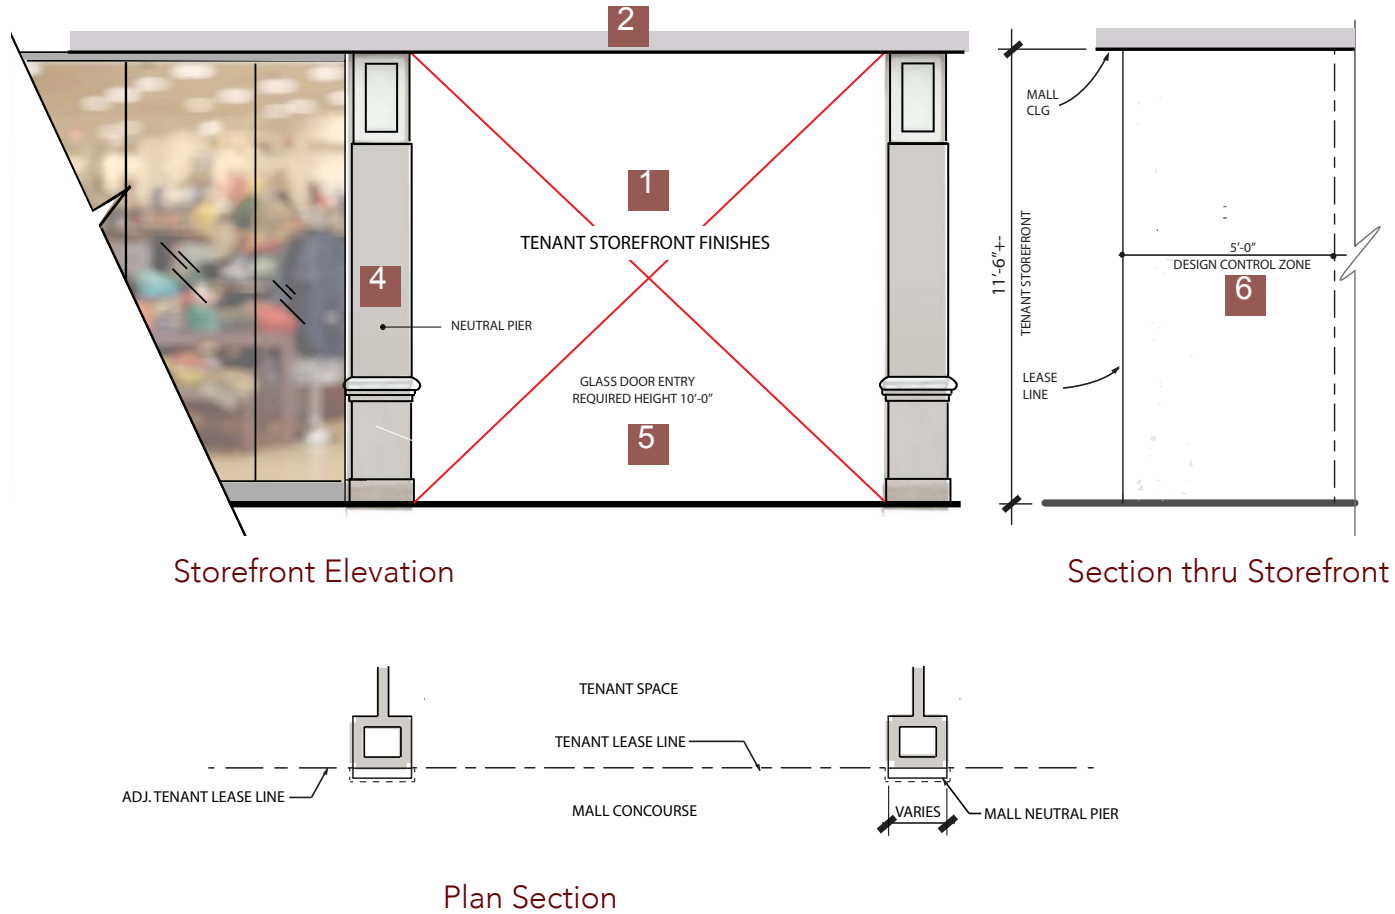 2
1
TENANT STOREFRONT FINISHES
4
NEUTRAL PIER
GLASS DOOR ENTRY
REQUIRED HEIGHT 10'-0"
5
Storefront Elevation
MALL
CLG
11'-6"+-
TENANT STOREFRONT
5'-0"
DESIGN CONTROL ZONE
6
LEASE
LINE
Section thru Storefront
TENANT SPACE
TENANT LEASE LINE
ADJ. TENANT LEASE LINE
MALL CONCOURSE
VARIES
MALL NEUTRAL PIER
Plan Section